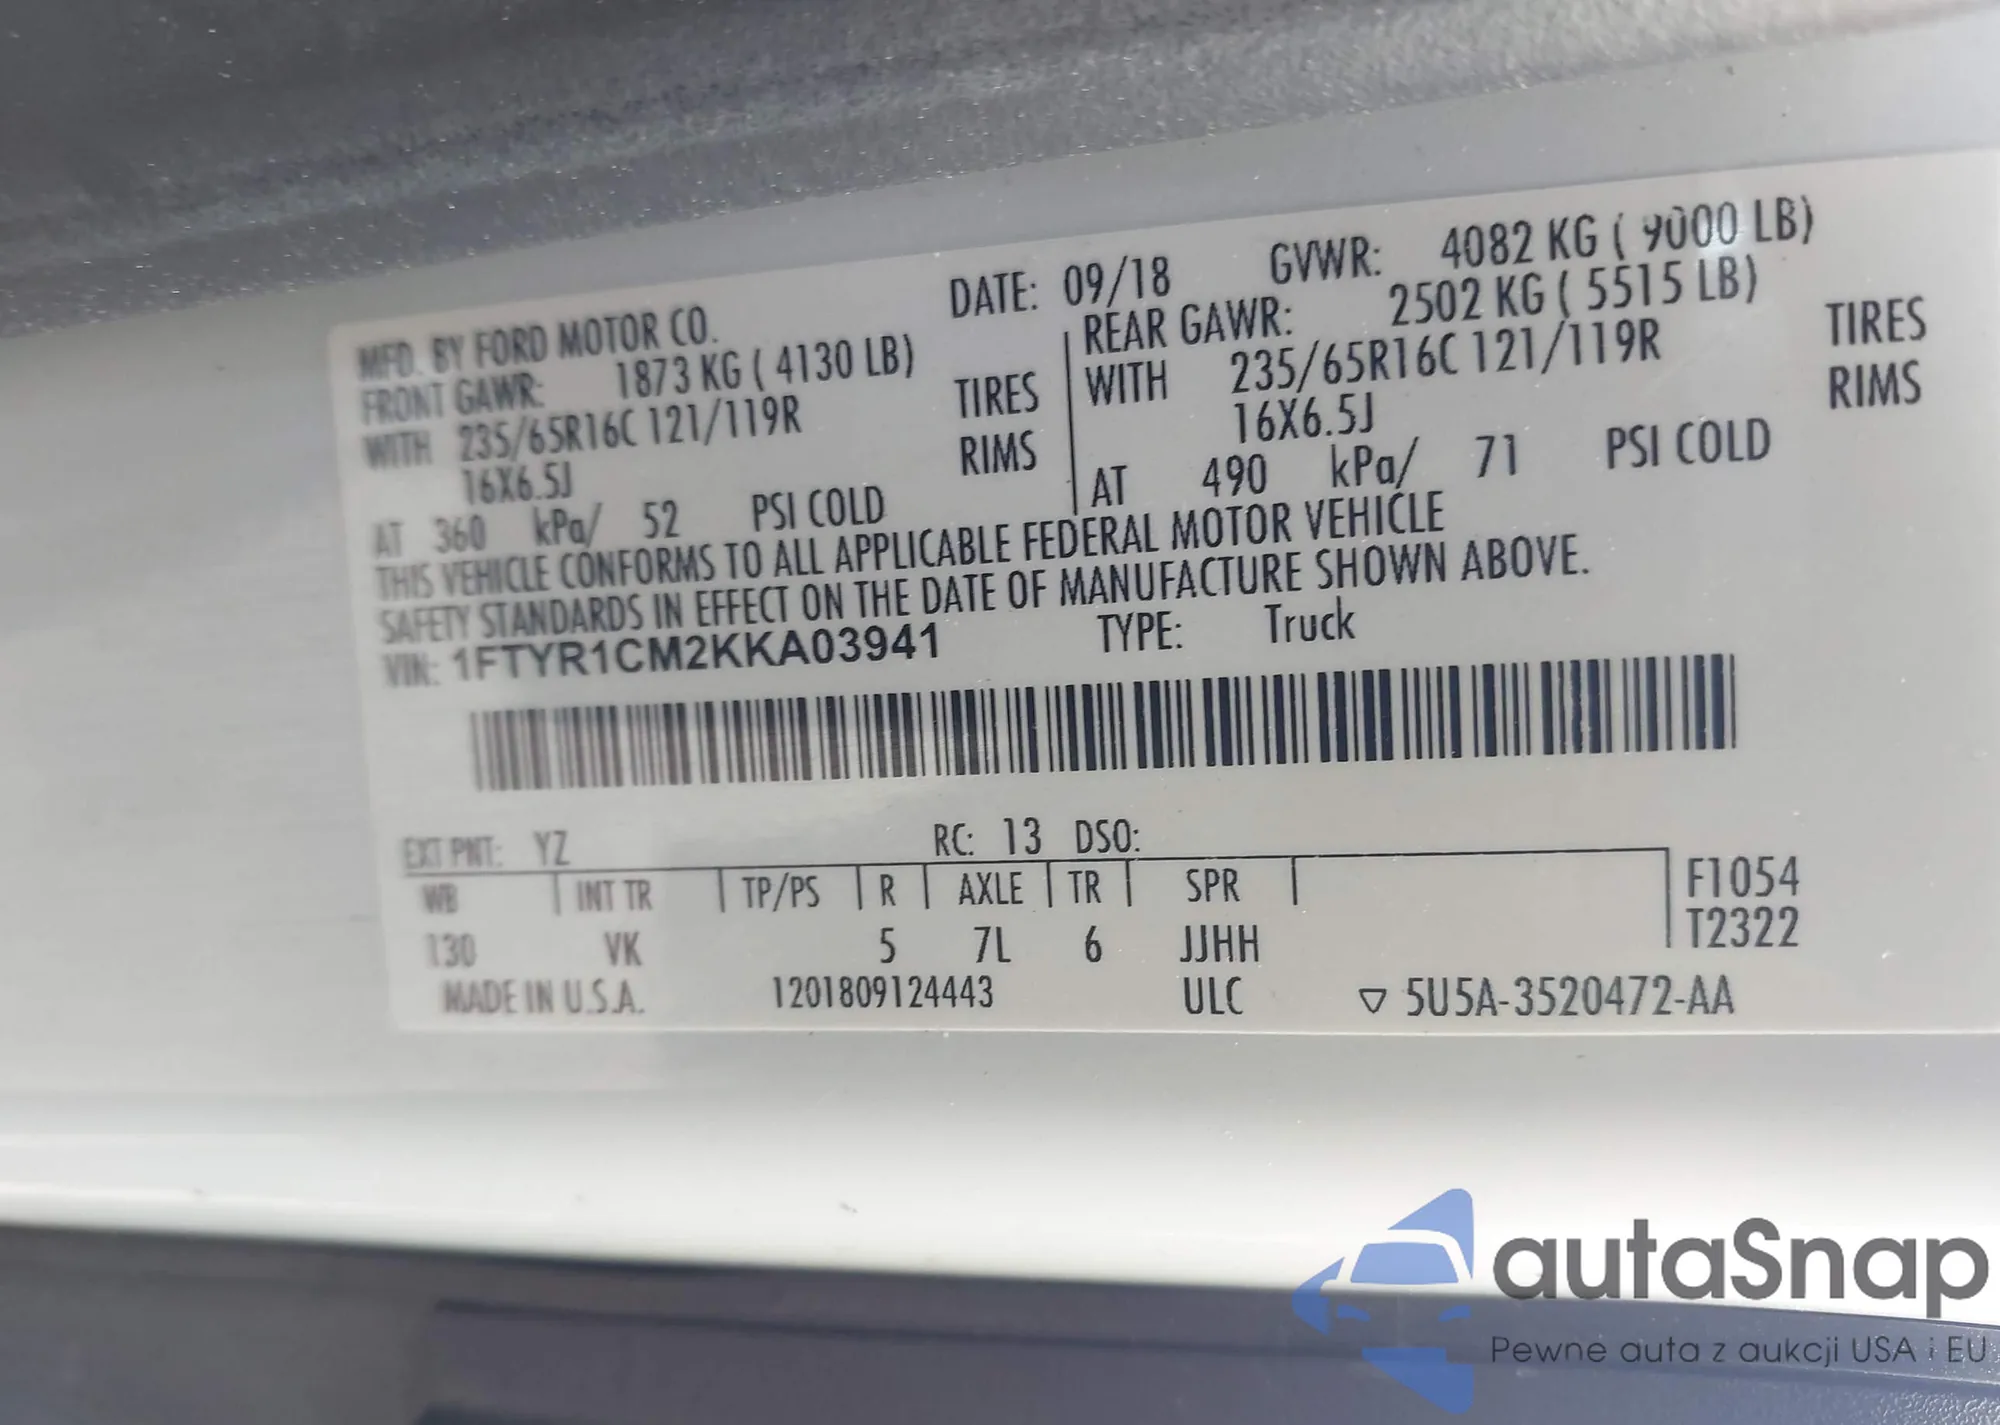 MFD. BY FORD MOTOR CO. DATE: 09/18 GVWR: 4082 KG ( 9000 LB)
FRONT GAWR: 1873 KG ( 4130 LB) REAR GAWR: 2502 KG ( 5515 LB)
WITH 235/65R16C 121/119R TIRES WITH 235/65R16C 121/119R TIRES
16X6.5J RIMS 16X6.5J RIMS
AT 360 kPa/ 52 PSI COLD AT 490 kPa/ 71 PSI COLD
THIS VEHICLE CONFORMS TO ALL APPLICABLE FEDERAL MOTOR VEHICLE
SAFETY STANDARDS IN EFFECT ON THE DATE OF MANUFACTURE SHOWN ABOVE.
VIN: 1FTYR1CM2KKA03941 TYPE: Truck
EXT PNT: YZ RC: 13 DSO:
WB INT TR TP/PS R AXLE TR SPR F1054
130 VK 5 7L 6 JJHH T2322
MADE IN U.S.A. 1201809124443 ULC ▽ 5U5A-3520472-AA
autaSnap
Pewne auta z aukcji USA i EU